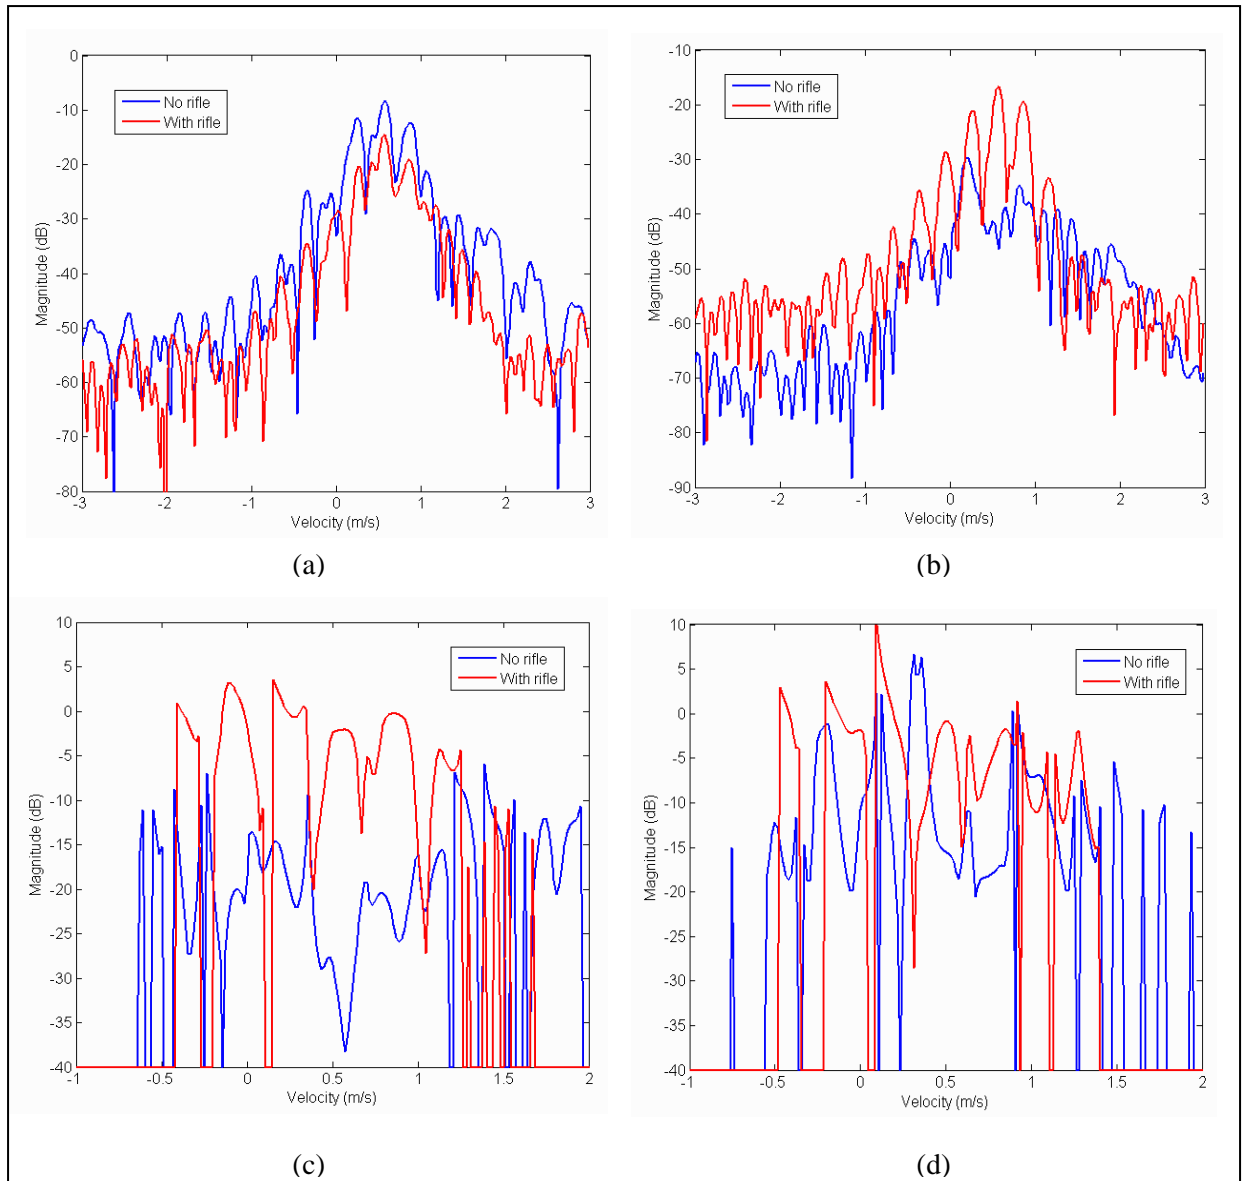 0
-10
-20
-30
-40
-50
-60
-70
-80
Magnitude (dB)
No rifle
With rifle
-3 -2 -1 0 1 2 3
Velocity (m/s)
(a)
-10
-20
-30
-40
-50
-60
-70
-80
-90
Magnitude (dB)
No rifle
With rifle
-3 -2 -1 0 1 2 3
Velocity (m/s)
(b)
10
5
0
-5
-10
-15
-20
-25
-30
-35
-40
Magnitude (dB)
No rifle
With rifle
-1 -0.5 0 0.5 1 1.5 2
Velocity (m/s)
(c)
10
5
0
-5
-10
-15
-20
-25
-30
-35
-40
Magnitude (dB)
No rifle
With rifle
-1 -0.5 0 0.5 1 1.5 2
Velocity (m/s)
(d)